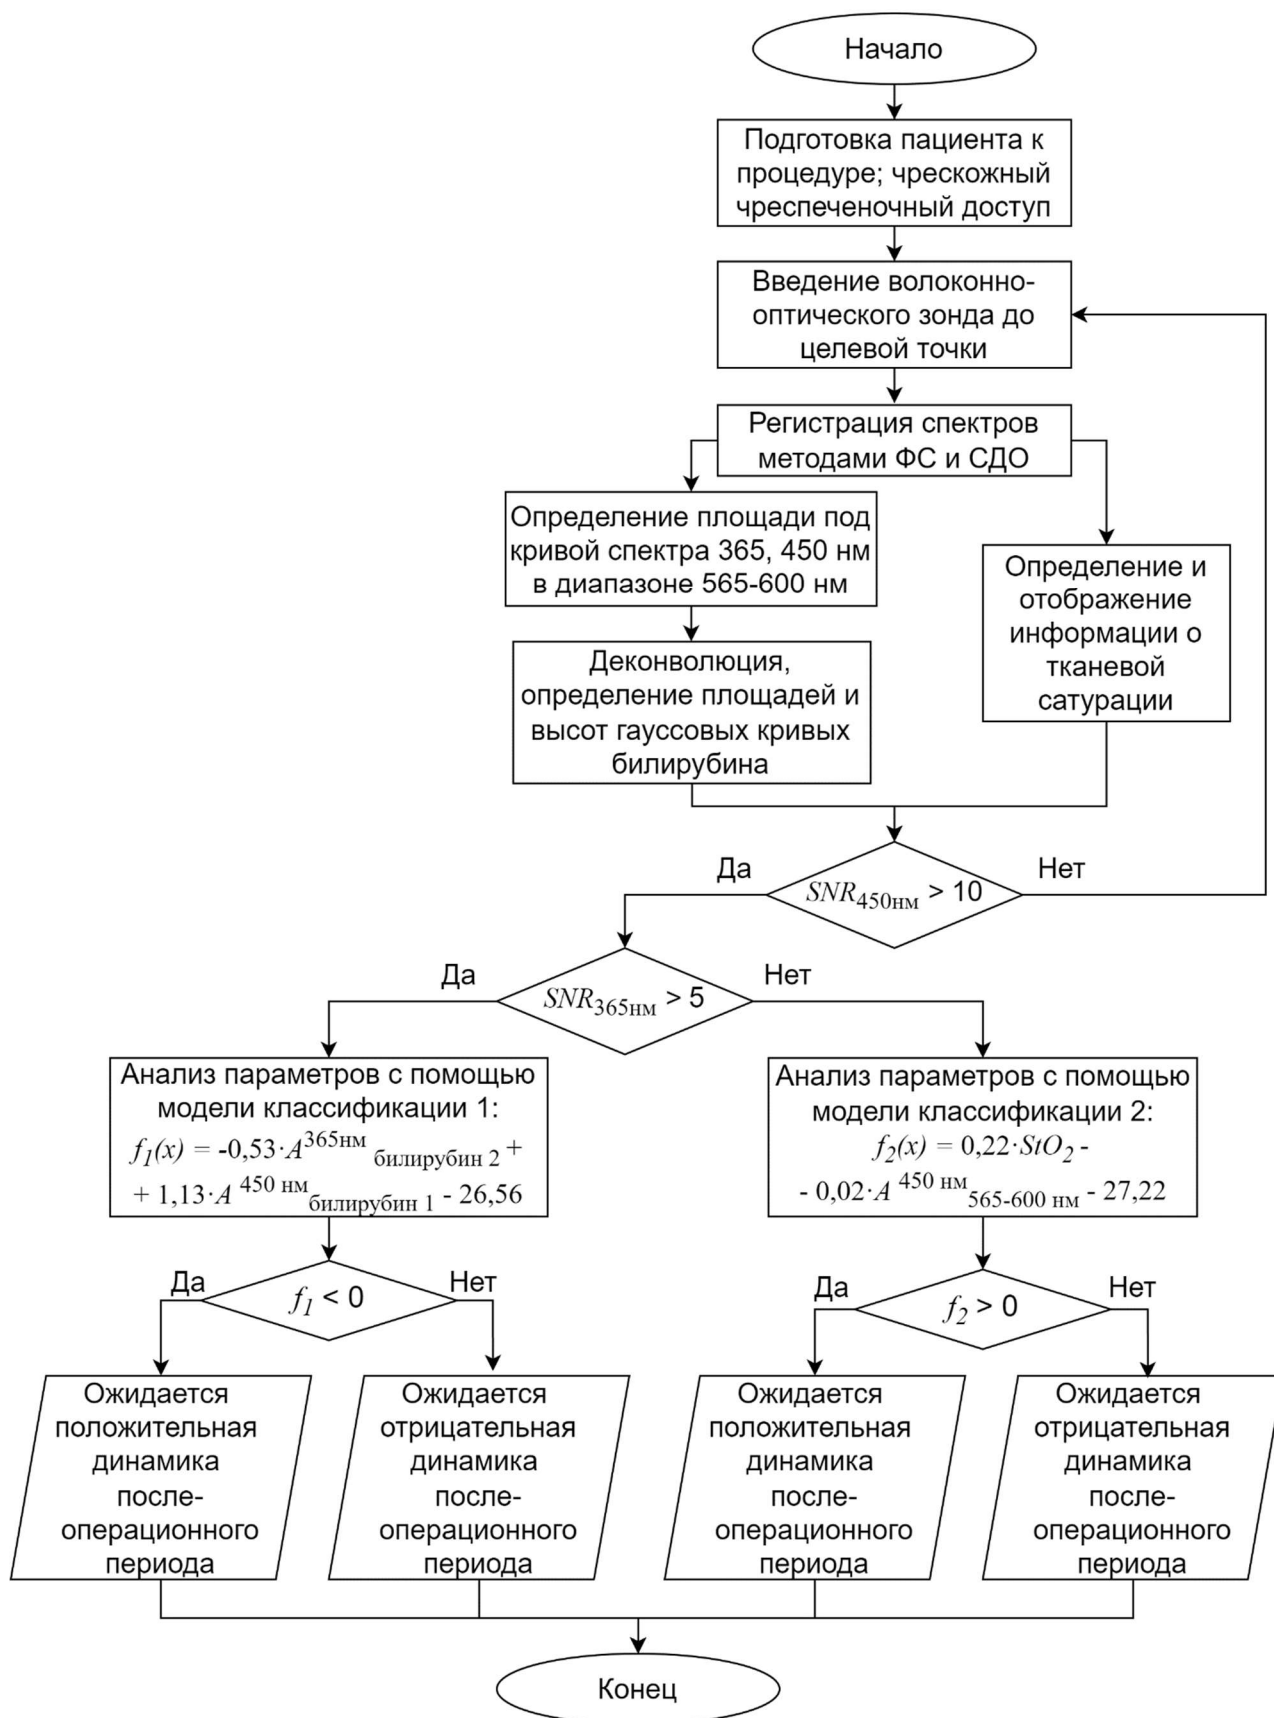 Начало
Подготовка пациента к
процедуре; чрескожный
чреспеченочный доступ
Введение волоконно-
оптического зонда до
целевой точки
Регистрация спектров
методами ФС и СДО
Определение площади под
кривой спектра 365, 450 нм
в диапазоне 565-600 нм
Деконволюция,
определение площадей и
высот гауссовых кривых
билирубина
Определение и
отображение
информации о
тканевой
сатурации
Да
SNR450нм > 10
Нет
Да
SNR365нм > 5
Нет
Анализ параметров с помощью
модели классификации 1:
f1(x) = -0,53·A365нм билирубин 2 +
+ 1,13·A 450 нм билирубин 1 - 26,56
Анализ параметров с помощью
модели классификации 2:
f2(x) = 0,22·StO2 -
- 0,02·A 450 нм 565-600 нм - 27,22
Да
f1 < 0
Нет
Да
f2 > 0
Нет
Ожидается
положительная
динамика
после-
операционного
периода
Ожидается
отрицательная
динамика
после-
операционного
периода
Ожидается
положительная
динамика
после-
операционного
периода
Ожидается
отрицательная
динамика
после-
операционного
периода
Конец